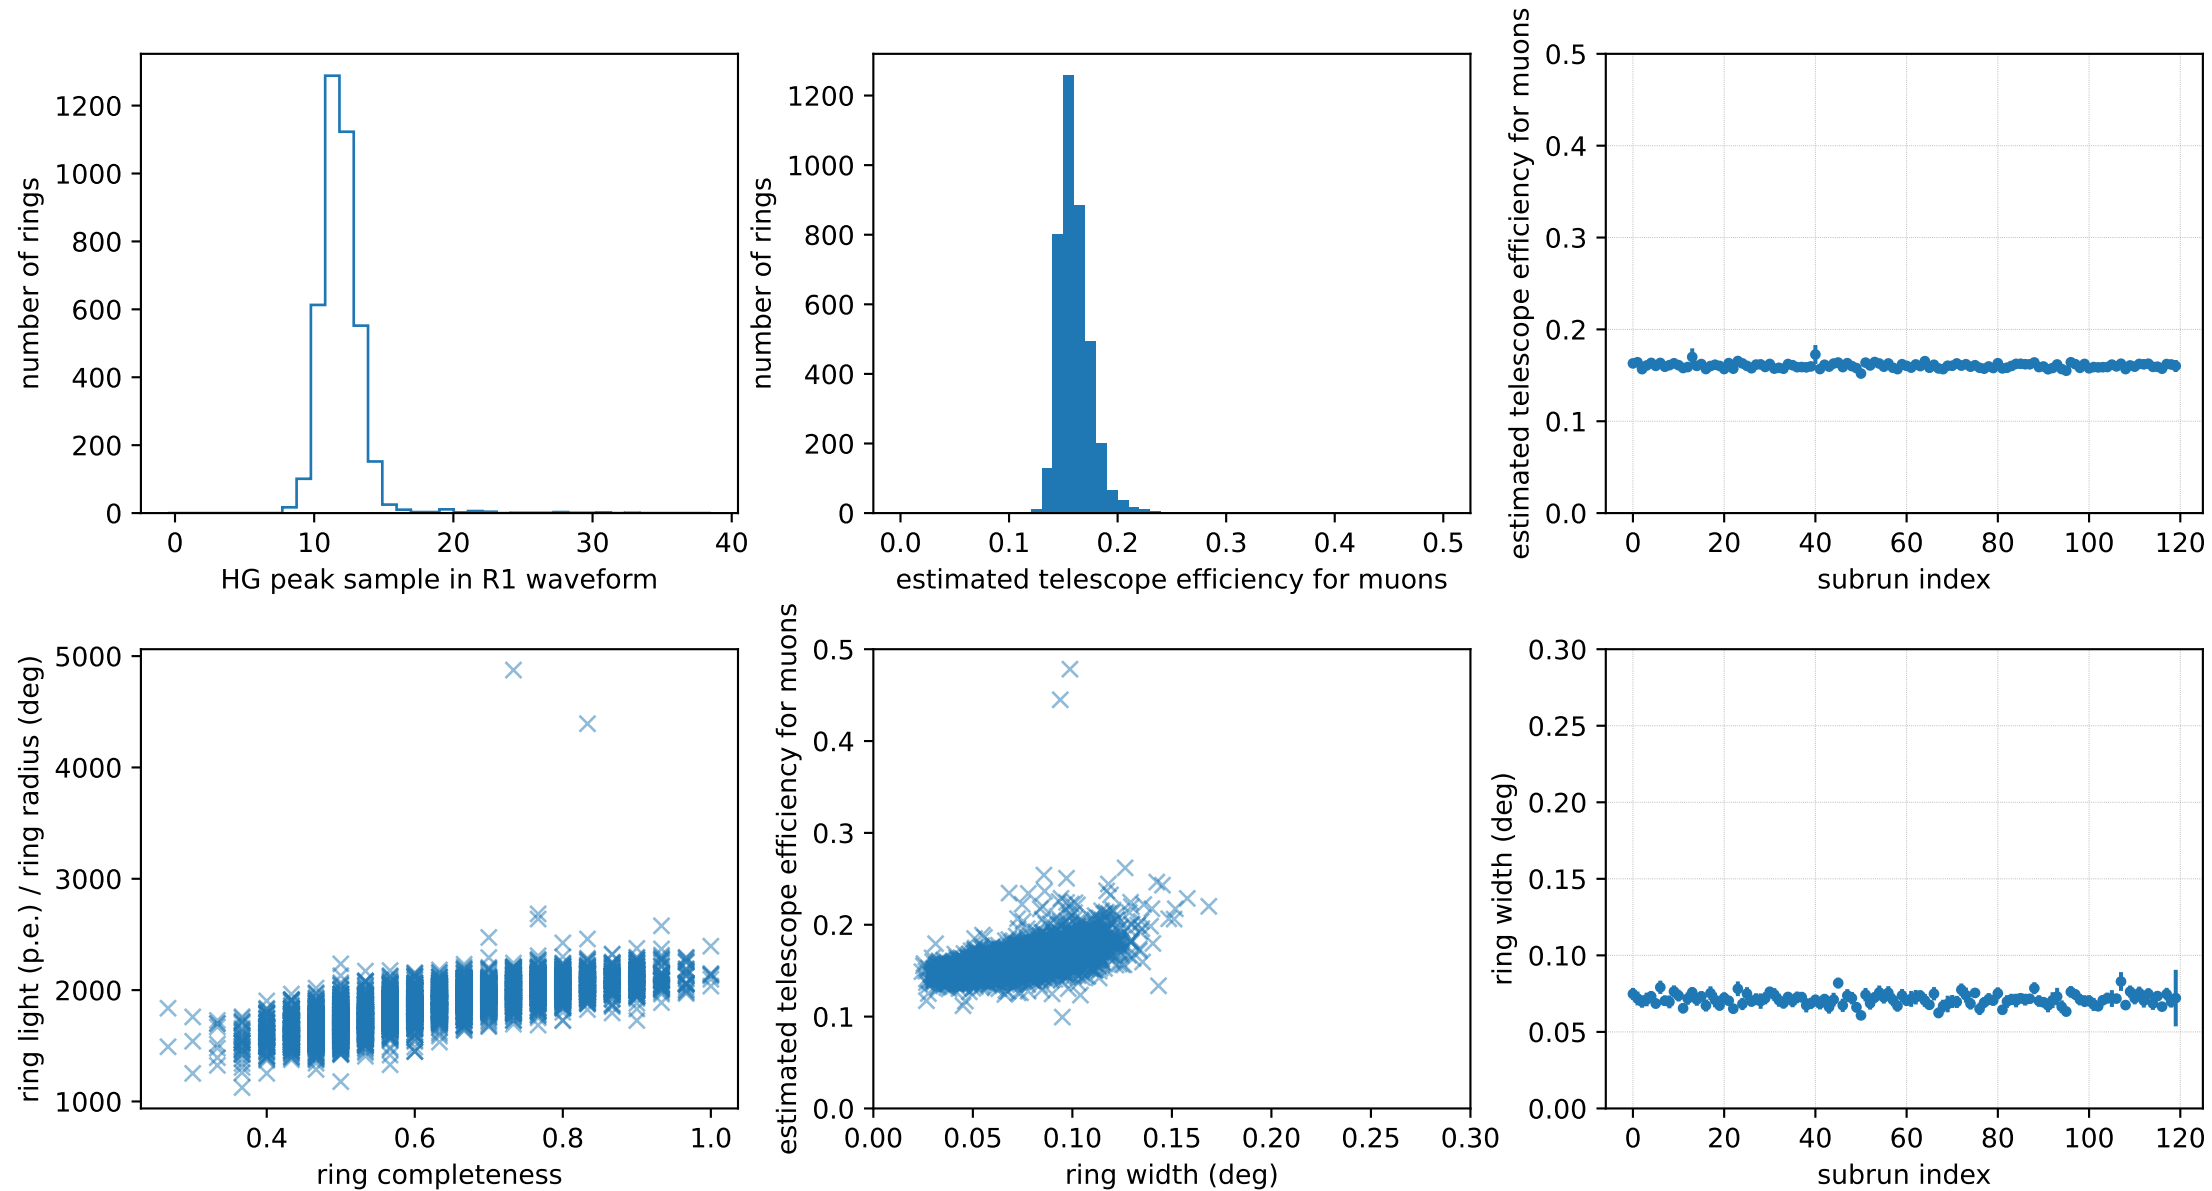 number of rings
1200
1000
800
600
400
200
0
0 10 20 30 40
HG peak sample in R1 waveform
number of rings
1200
1000
800
600
400
200
0
0.0 0.1 0.2 0.3 0.4 0.5
estimated telescope efficiency for muons
estimated telescope efficiency for muons
0.5
0.4
0.3
0.2
0.1
0.0
0 20 40 60 80 100 120
subrun index
ring light (p.e.) / ring radius (deg)
5000
4000
3000
2000
1000
0.4 0.6 0.8 1.0
ring completeness
estimated telescope efficiency for muons
0.5
0.4
0.3
0.2
0.1
0.0
0.00 0.05 0.10 0.15 0.20 0.25 0.30
ring width (deg)
ring width (deg)
0.30
0.25
0.20
0.15
0.10
0.05
0.00
0 20 40 60 80 100 120
subrun index